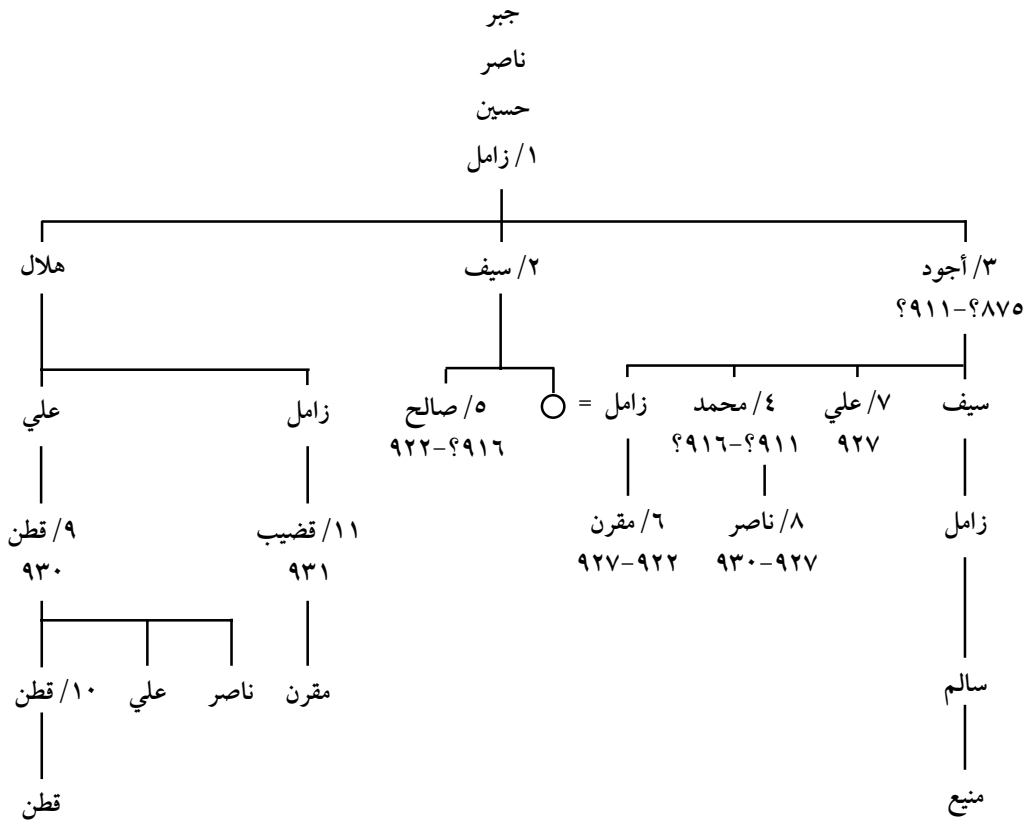 جبر
ناصر
حسين
١/ زامل
٣/ أجود
٢/ سيف
هلال
٨٧٥؟–٩١١؟
سيف
٧/ علي
٤/ محمد
زامل
=
٥/ صالح
زامل
علي
٩٢٧
٩١١؟–٩١٦؟
٩١٦؟–٩٢٢
زامل
٨/ ناصر
٦/ مقرن
١١/ قضيب
٩/ قطن
٩٢٧–٩٣٠
٩٢٢–٩٢٧
٩٣١
٩٣٠
سالم
مقرن
ناصر
علي
١٠/ قطن
منيع
قطن